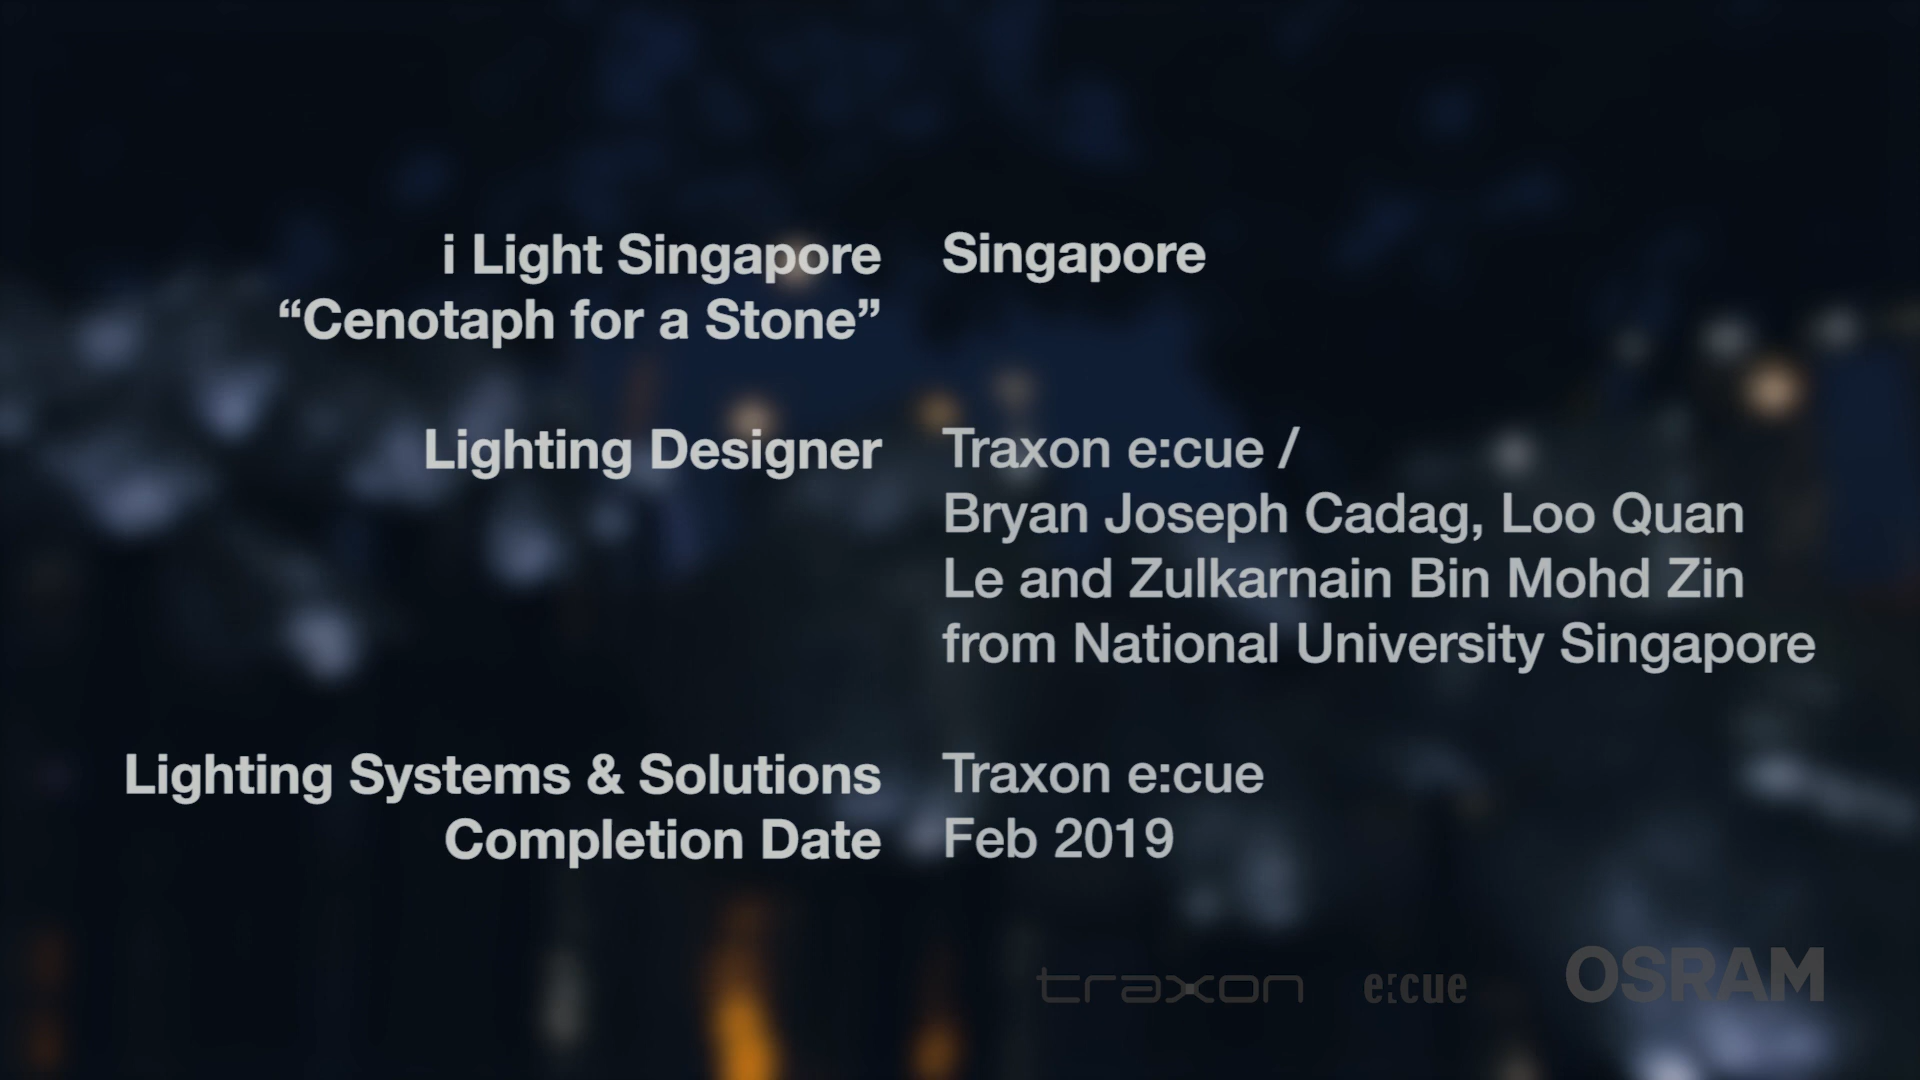 i Light Singapore Singapore
“Cenotaph for a Stone”
Lighting Designer Traxon e:cue /
Bryan Joseph Cadag, Loo Quan
Le and Zulkarnain Bin Mohd Zin
from National University Singapore
Lighting Systems & Solutions Traxon e:cue
Completion Date Feb 2019
traxon e:cue OSRAM